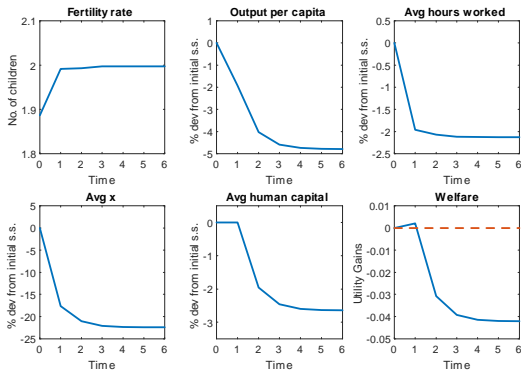 Fertility rate
2.1
2
1.9
1.8
No. of children
0 1 2 3 4 5 6
Time
Output per capita
0
-1
-2
-3
-4
-5
% dev from initial s.s.
0 1 2 3 4 5 6
Time
Avg hours worked
0.5
0
-0.5
-1
-1.5
-2
-2.5
% dev from initial s.s.
0 1 2 3 4 5 6
Time
Avg x
5
0
-5
-10
-15
-20
-25
% dev from initial s.s.
0 1 2 3 4 5 6
Time
Avg human capital
0
-1
-2
-3
% dev from initial s.s.
0 1 2 3 4 5 6
Time
Welfare
0.01
0
-0.01
-0.02
-0.03
-0.04
-0.05
Utility Gains
0 1 2 3 4 5 6
Time